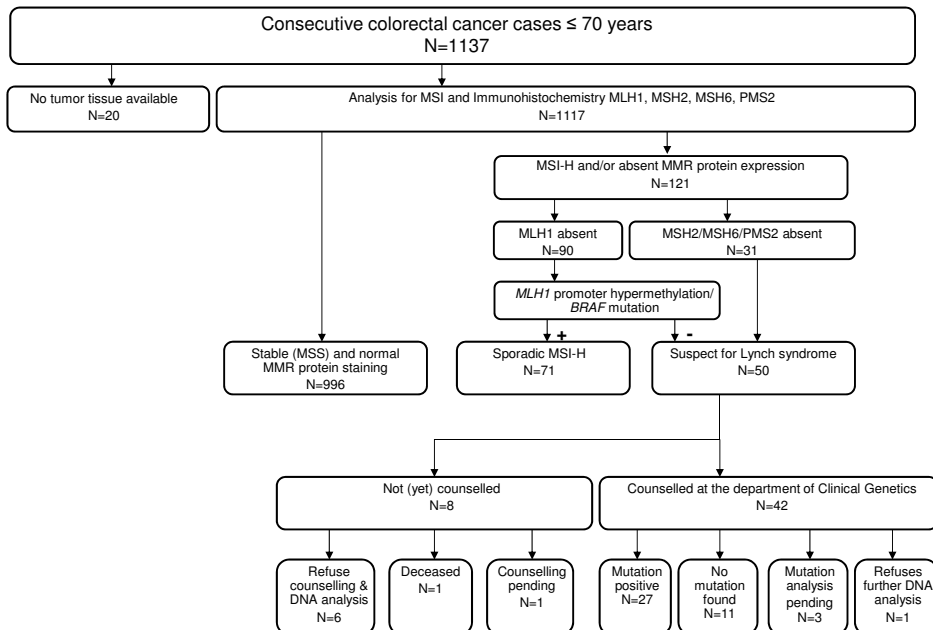 Consecutive colorectal cancer cases ≤ 70 years
N=1137
No tumor tissue available
N=20
Analysis for MSI and Immunohistochemistry MLH1, MSH2, MSH6, PMS2
N=1117
MSI-H and/or absent MMR protein expression
N=121
MLH1 absent
N=90
MSH2/MSH6/PMS2 absent
N=31
MLH1 promoter hypermethylation/
BRAF mutation
+
-
Stable (MSS) and normal
MMR protein staining
N=996
Sporadic MSI-H
N=71
Suspect for Lynch syndrome
N=50
Not (yet) counselled
N=8
Counselled at the department of Clinical Genetics
N=42
Refuse
counselling &
DNA analysis
N=6
Deceased
N=1
Counselling
pending
N=1
Mutation
positive
N=27
No
mutation
found
N=11
Mutation
analysis
pending
N=3
Refuses
further DNA
analysis
N=1